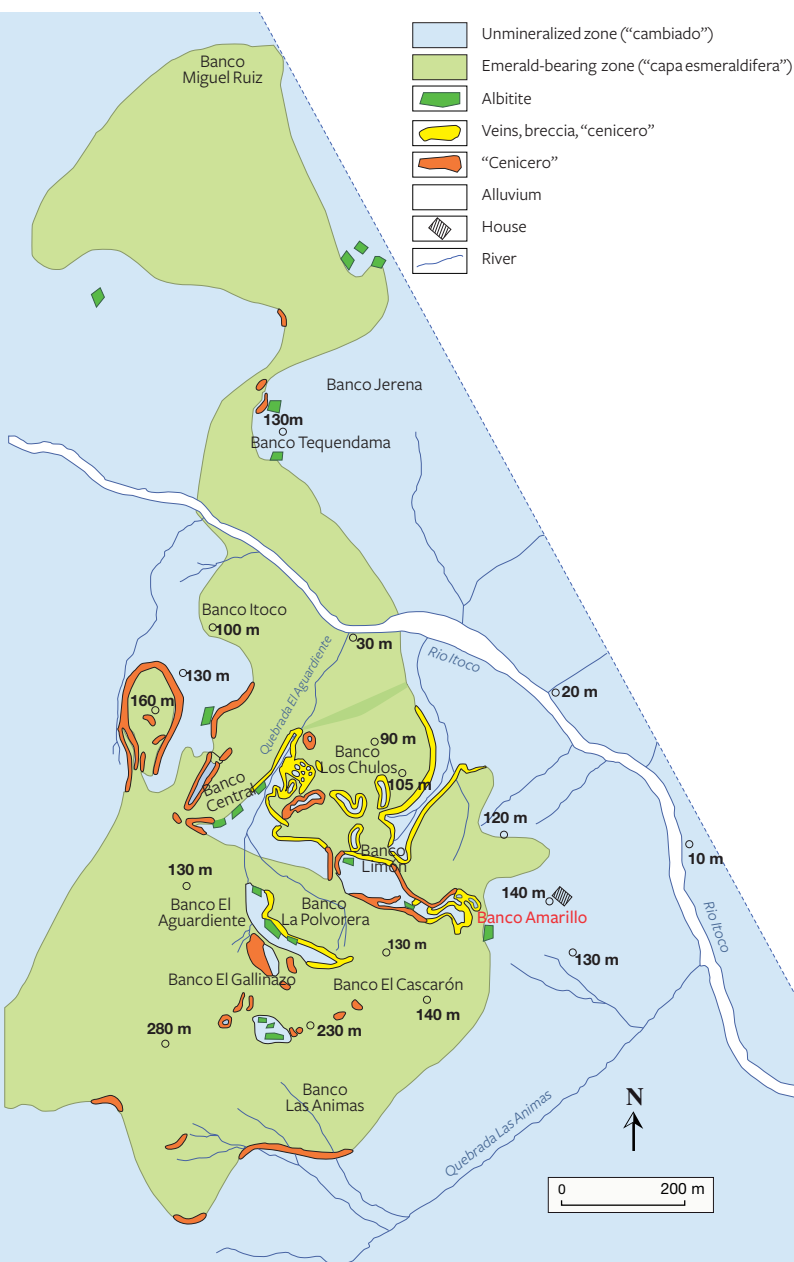 Unmineralized zone (“cambiado”)
Emerald-bearing zone (“capa esmeraldifera”)
Albitite
Veins, breccia, “cenicero”
“Cenicero”
Alluvium
House
River
Banco
Miguel Ruiz
Banco Jerena
130m
Banco Tequendama
Banco Itoco
100 m
30 m
Rio Itoco
Quebrada El Aguardiente
130 m
160 m
20 m
90 m
Banco
Los Chulos
105 m
Banco
Central
120 m
10 m
Banco
Limón
130 m
140 m
Banco El
Aguardiente
Banco
La Polvorera
Banco Amarillo
Rio Itoco
130 m
130 m
Banco El Gallinazo
Banco El Cascarón
140 m
280 m
230 m
Banco
Las Animas
Quebrada Las Animas
N
0
200 m